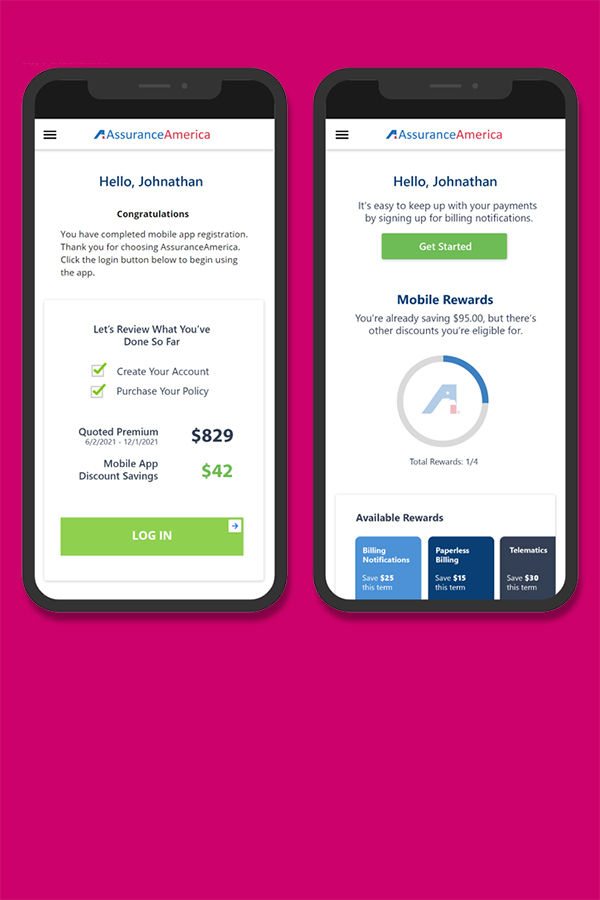 AssuranceAmerica
Hello, Johnathan
Congratulations
You have completed mobile app registration.
Thank you for choosing AssuranceAmerica.
Click the login button below to begin using
the app.
Let's Review What You've
Done So Far
Create Your Account
Purchase Your Policy
Quoted Premium
6/2/2021 - 12/1/2021
$829
Mobile App
Discount Savings
$42
LOG IN
AssuranceAmerica
Hello, Johnathan
It's easy to keep up with your payments
by signing up for billing notifications.
Get Started
Mobile Rewards
You're already saving $95.00, but there's
other discounts you're eligible for.
Total Rewards: 1/4
Available Rewards
Billing
Notifications
Save $25
this term
Paperless
Billing
Save $15
this term
Telematics
Save $30
this term